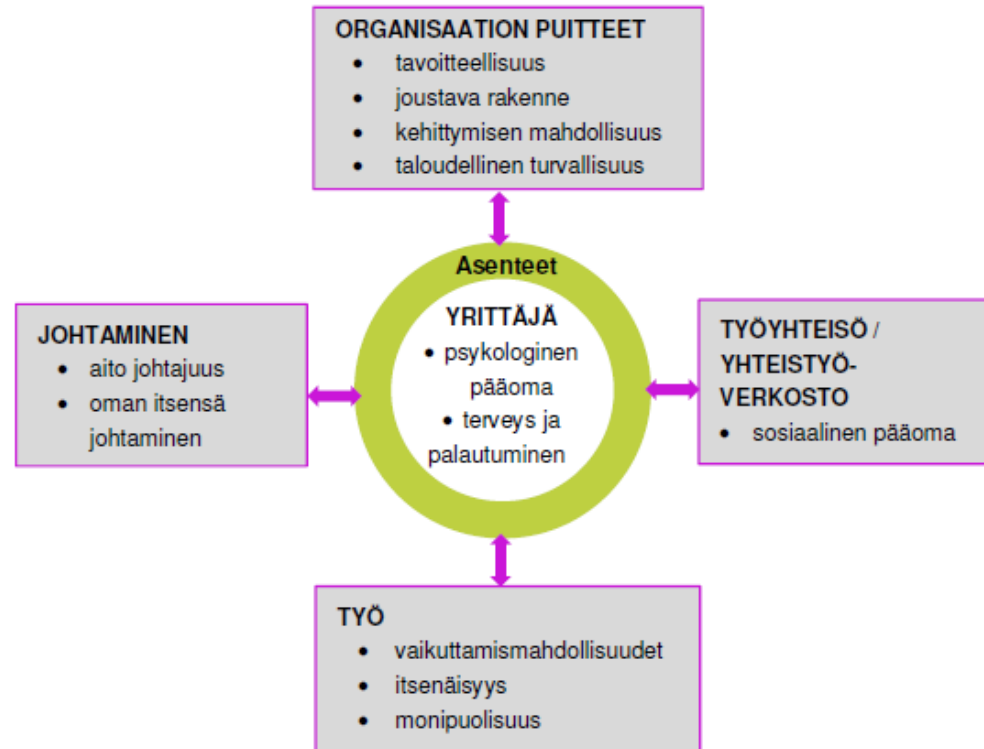 ORGANISAATION PUITTEET
• tavoitteellisuus
• joustava rakenne
• kehittymisen mahdollisuus
• taloudellinen turvallisuus
Asenteet
YRITTÄJÄ
• psykologinen
pääoma
• terveys ja
palautuminen
JOHTAMINEN
• aito johtajuus
• oman itsensä
johtaminen
TYÖYHTEISÖ /
YHTEISTYÖ-
VERKOSTO
• sosiaalinen pääoma
TYÖ
• vaikuttamismahdollisuudet
• itsenäisyys
• monipuolisuus